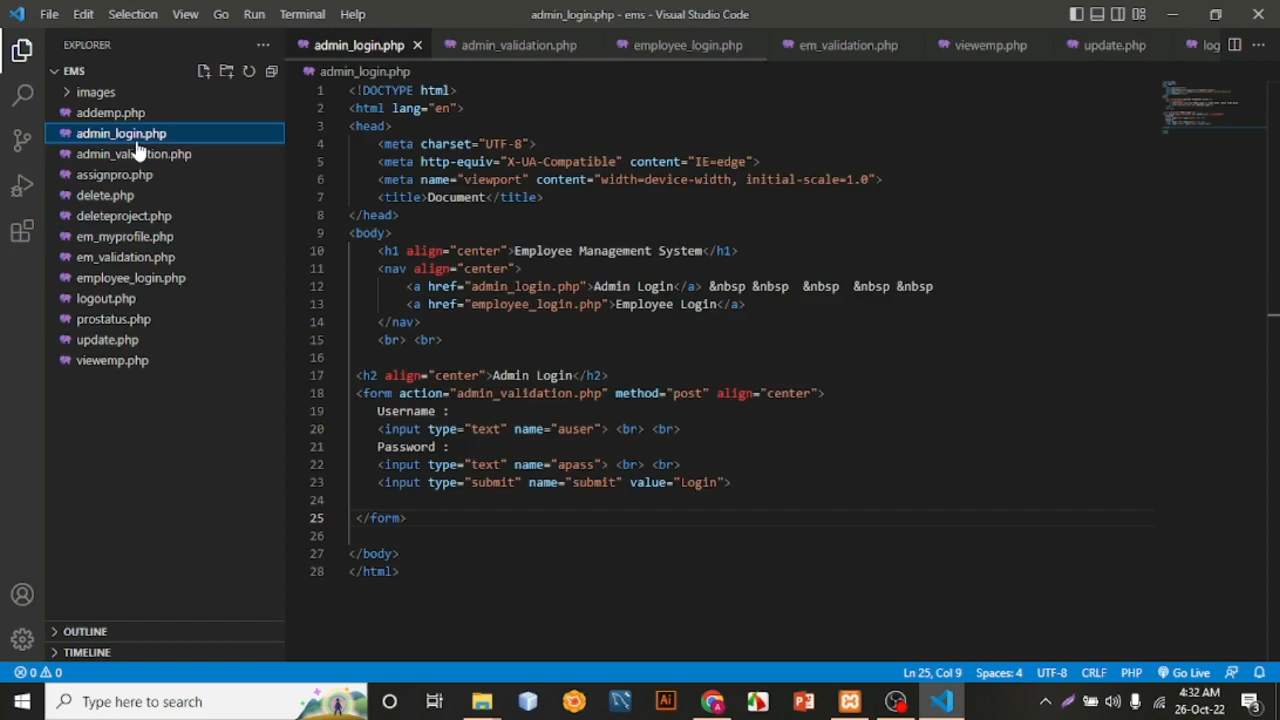 File Edit Selection View Go Run Terminal Help admin_login.php - ems - Visual Studio Code
EXPLORER
EMS
images
addemp.php
admin_login.php
admin_validation.php
assignpro.php
delete.php
deleteproject.php
em_myprofile.php
em_validation.php
employee_login.php
logout.php
prostatus.php
update.php
viewemp.php
OUTLINE
TIMELINE
admin_login.php admin_validation.php employee_login.php em_validation.php viewemp.php update.php log
admin_login.php
1 <!DOCTYPE html>
2 <html lang="en">
3 <head>
4 <meta charset="UTF-8">
5 <meta http-equiv="X-UA-Compatible" content="IE=edge">
6 <meta name="viewport" content="width=device-width, initial-scale=1.0">
7 <title>Document</title>
8 </head>
9 <body>
10 <h1 align="center">Employee Management System</h1>
11 <nav align="center">
12 <a href="admin_login.php">Admin Login</a> &nbsp &nbsp &nbsp &nbsp &nbsp
13 <a href="employee_login.php">Employee Login</a>
14 </nav>
15 <br> <br>
16
17 <h2 align="center">Admin Login</h2>
18 <form action="admin_validation.php" method="post" align="center">
19 Username :
20 <input type="text" name="auser"> <br> <br>
21 Password :
22 <input type="text" name="apass"> <br> <br>
23 <input type="submit" name="submit" value="Login">
24
25 </form>
26
27 </body>
28 </html>
0 0 Ln 25, Col 9 Spaces: 4 UTF-8 CRLF PHP Go Live
Type here to search
Ai
4:32 AM
26-Oct-22
3